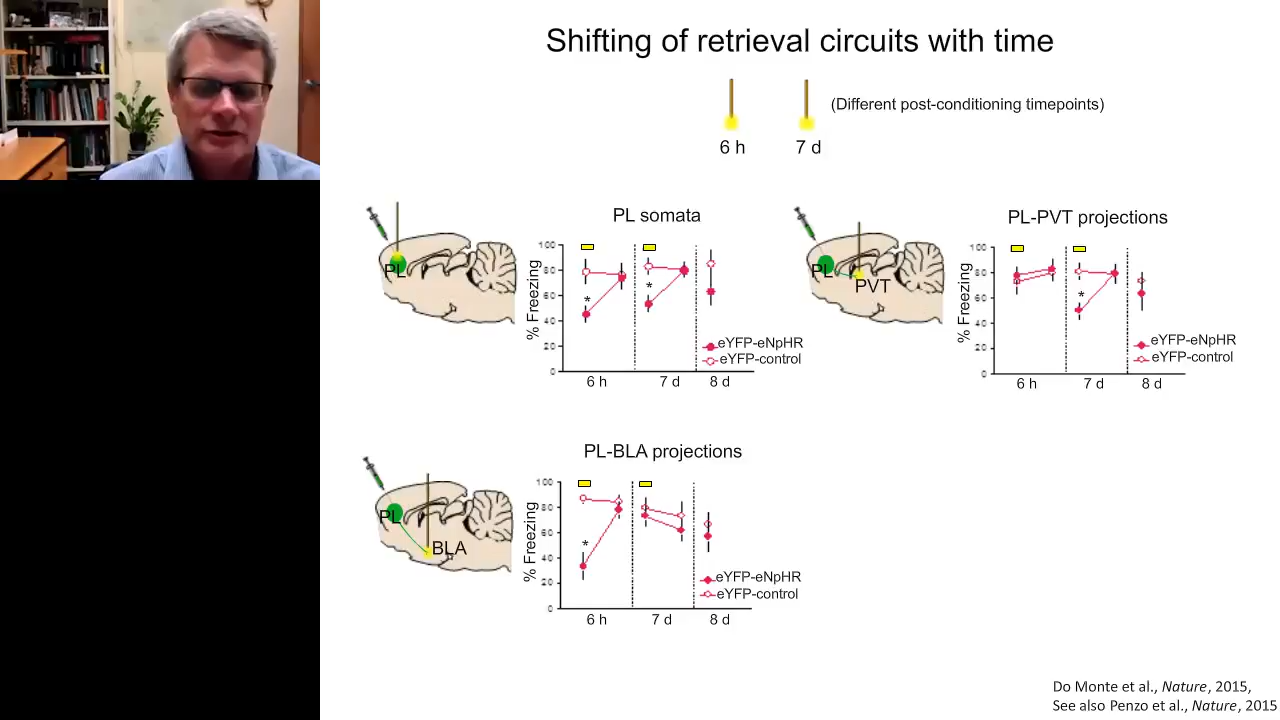 Shifting of retrieval circuits with time
(Different post-conditioning timepoints)
6 h
7 d
PL somata
PL
% Freezing
100
80
60
40
20
0
*
*
eYFP-eNpHR
eYFP-control
6 h
7 d
8 d
PL-PVT projections
PL
PVT
% Freezing
100
80
60
40
20
0
*
eYFP-eNpHR
eYFP-control
6 h
7 d
8 d
PL-BLA projections
PL
BLA
% Freezing
100
80
60
40
20
0
*
eYFP-eNpHR
eYFP-control
6 h
7 d
8 d
Do Monte et al., Nature, 2015,
See also Penzo et al., Nature, 2015